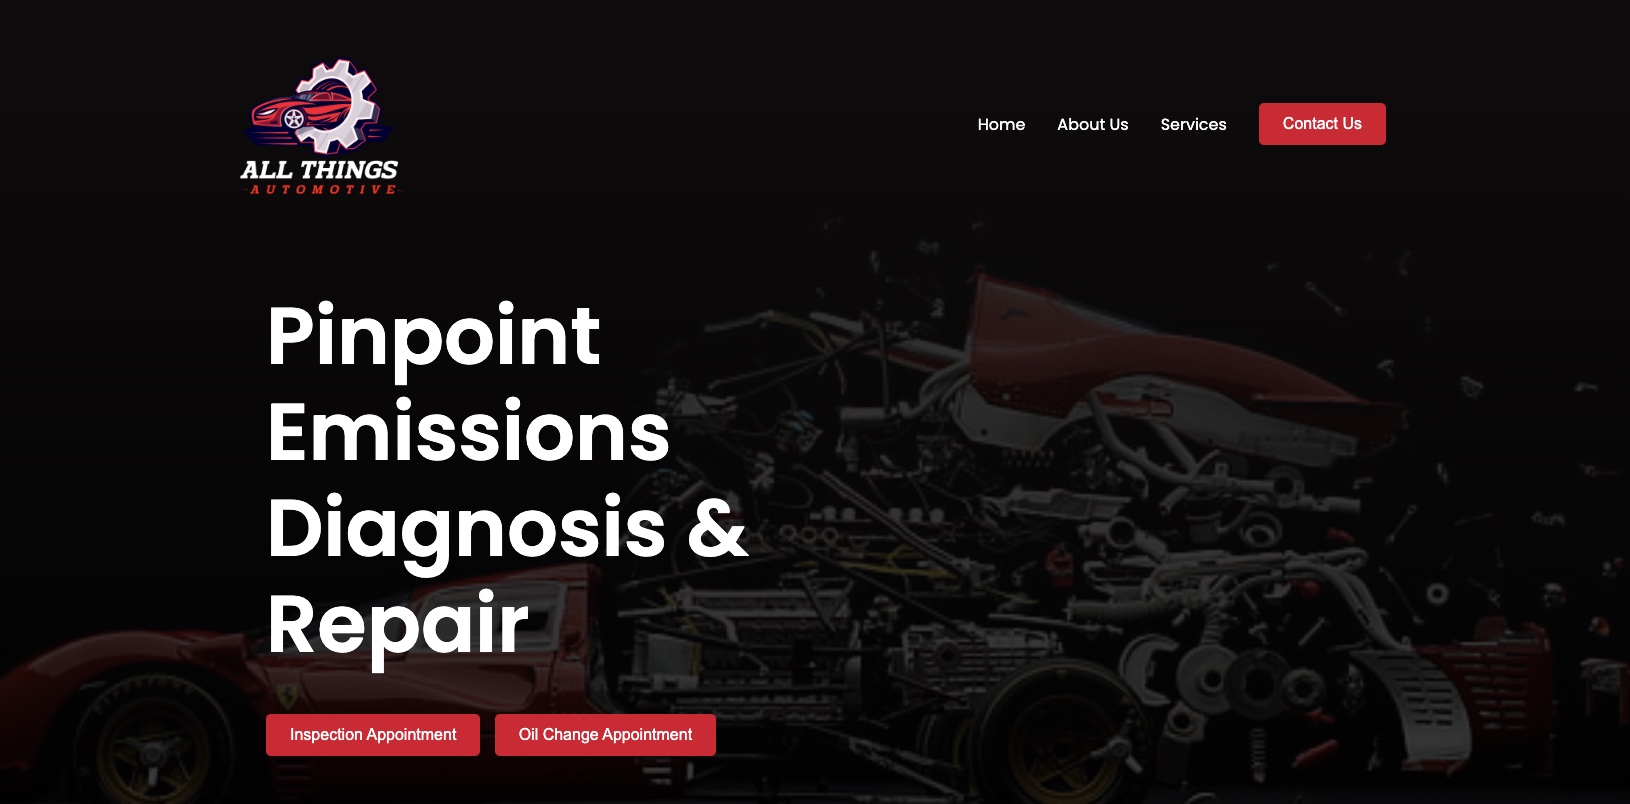 ALL THINGS
AUTOMOTIVE
Home
About Us
Services
Contact Us
Pinpoint
Emissions
Diagnosis &
Repair
Inspection Appointment
Oil Change Appointment